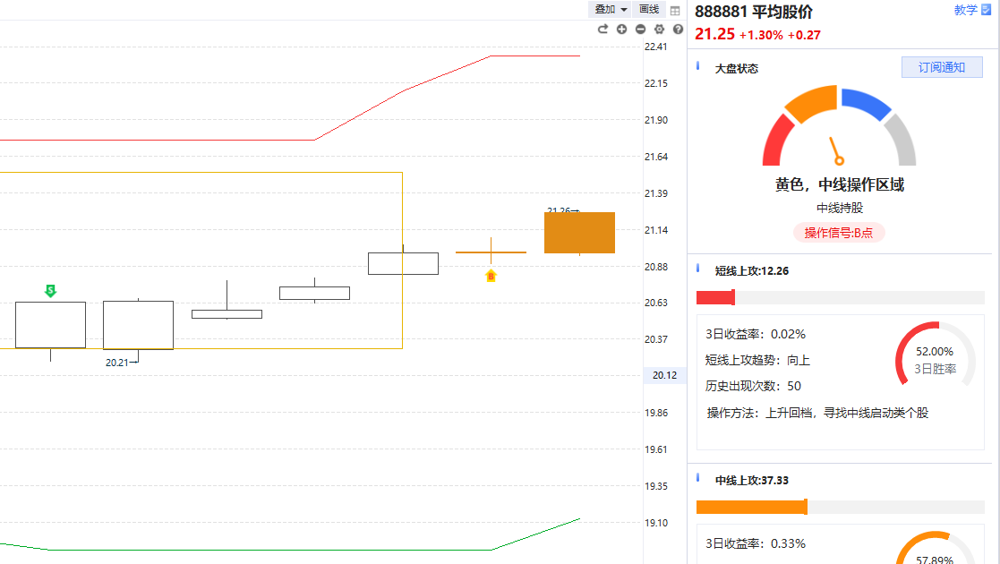 叠加 画线
22.41
22.15
21.90
21.64
21.39
21.14
20.88
20.63
20.37
20.12
19.86
19.61
19.35
19.10
21.26→
S
B
20.21→
888881 平均股价
教学
21.25 +1.30% +0.27
大盘状态
订阅通知
黄色，中线操作区域
中线持股
操作信号:B点
短线上攻:12.26
3日收益率：0.02%
短线上攻趋势：向上
历史出现次数：50
操作方法：上升回档，寻找中线启动类个股
52.00%
3日胜率
中线上攻:37.33
3日收益率：0.33%
57.89%